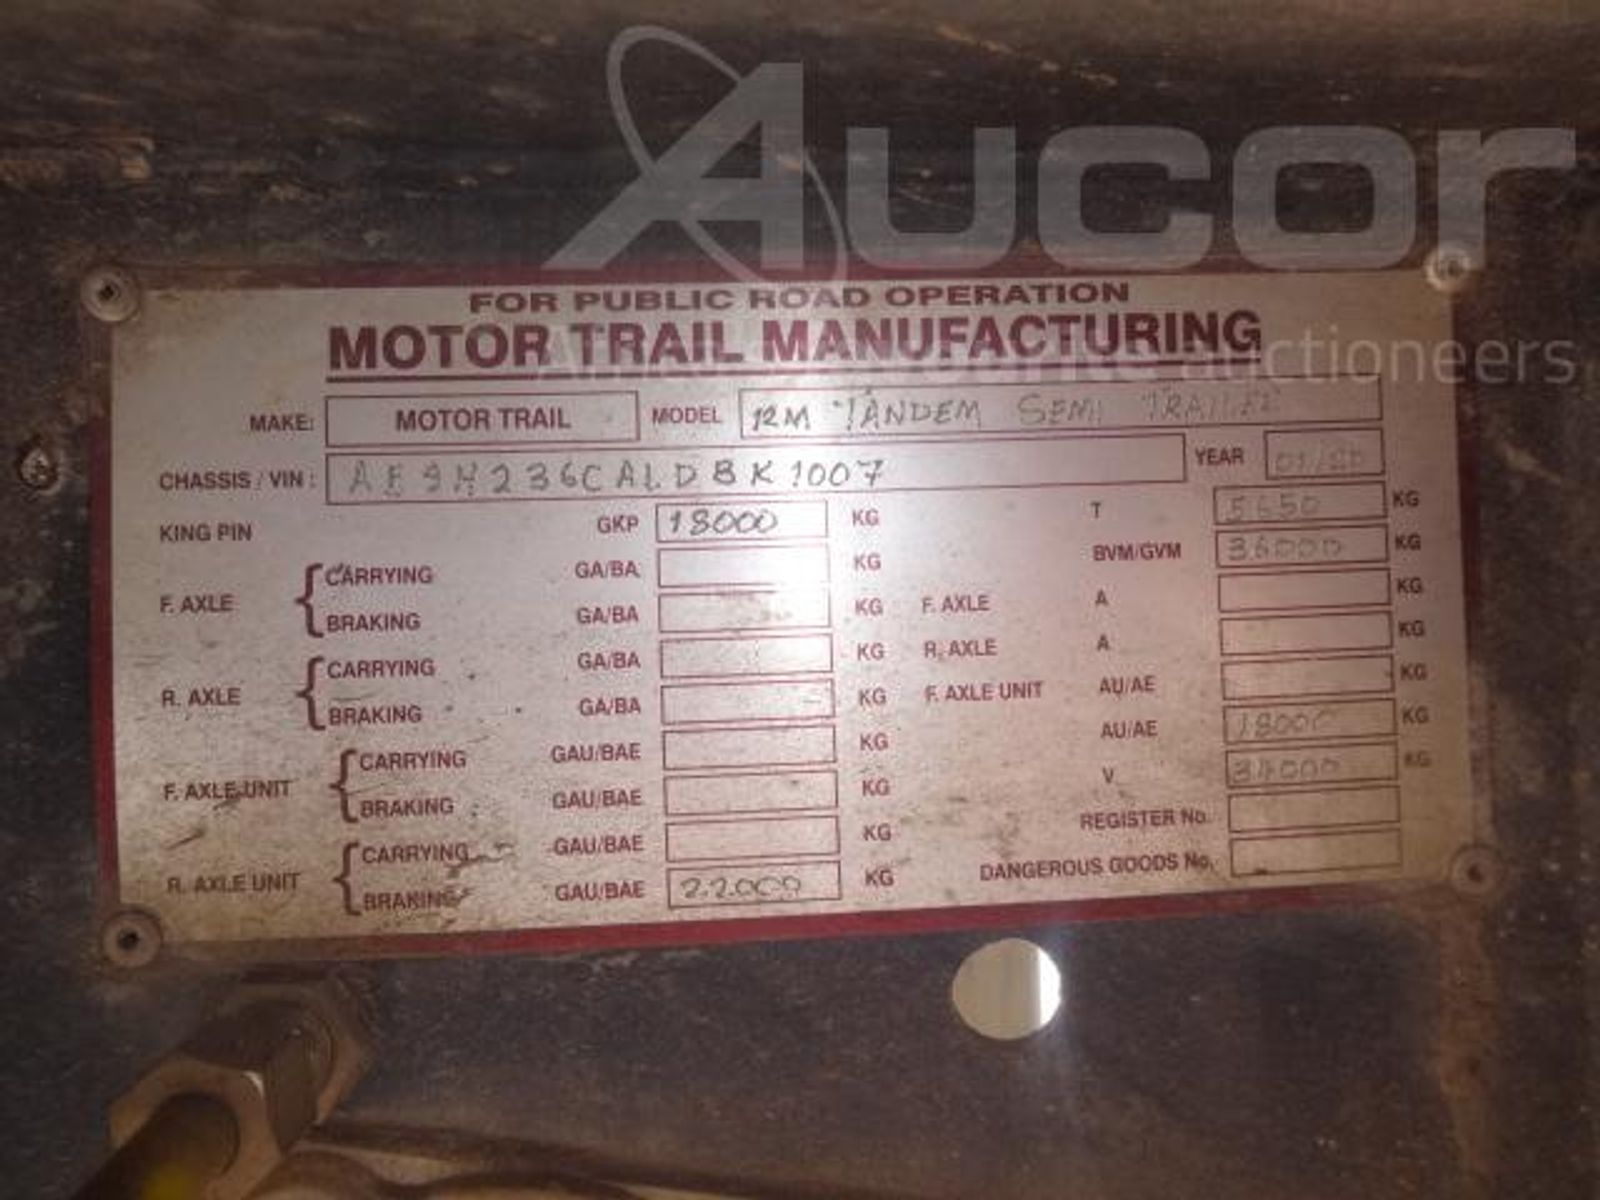 Aucor
auctioneers
FOR PUBLIC ROAD OPERATION
MOTOR TRAIL MANUFACTURING
MAKE: MOTOR TRAIL MODEL 12M TANDEM SEMI TRAILER
CHASSIS / VIN : YEAR
KING PIN GKP 18000 KG T 5650 KG
BVM/GVM 36000 KG
F. AXLE CARRYING GA/BA KG
BRAKING GA/BA KG F. AXLE A KG
R. AXLE CARRYING GA/BA KG R. AXLE A KG
BRAKING GA/BA KG F. AXLE UNIT AU/AE KG
F. AXLE UNIT CARRYING GAU/BAE KG AU/AE 18000 KG
BRAKING GAU/BAE KG V 34000 KG
R. AXLE UNIT CARRYING GAU/BAE KG REGISTER No.
BRAKING GAU/BAE 22000 KG DANGEROUS GOODS No.